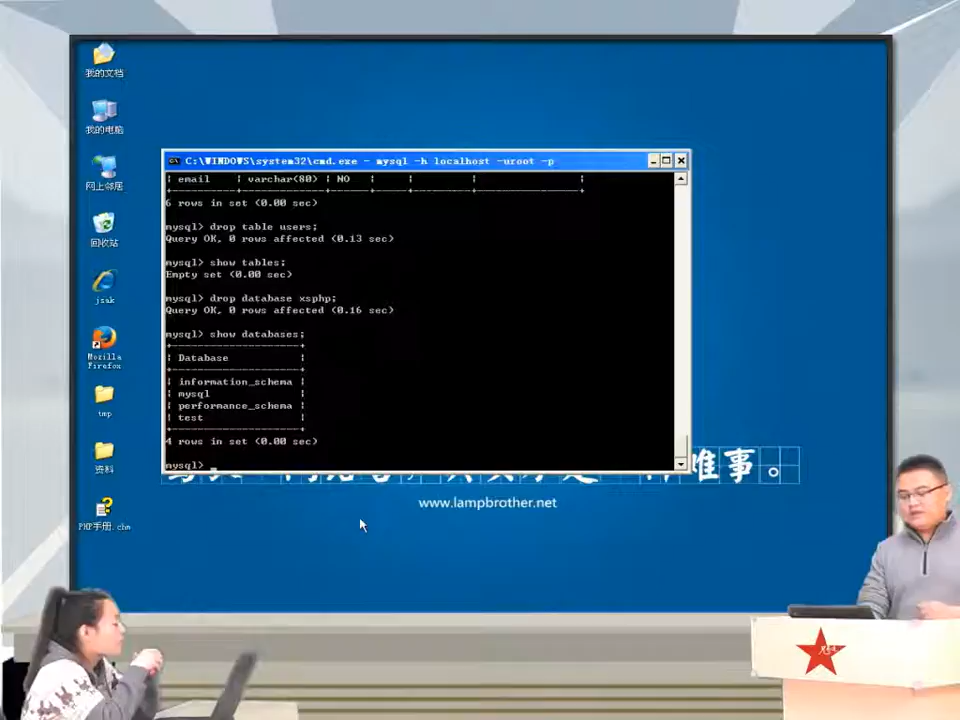 我的文档
我的电脑
网上邻居
回收站
jsak
Mozilla
Firefox
tmp
资料
PHP手册.chm
C:\WINDOWS\system32\cmd.exe - mysql -h localhost -uroot -p
| email | varchar(80) | NO | | | |
6 rows in set (0.00 sec)
mysql> drop table users;
Query OK, 0 rows affected (0.13 sec)
mysql> show tables;
Empty set (0.00 sec)
mysql> drop database xsphp;
Query OK, 0 rows affected (0.16 sec)
mysql> show databases;
| Database |
| information_schema |
| mysql |
| performance_schema |
| test |
4 rows in set (0.00 sec)
mysql>
唯事。
www.lampbrother.net